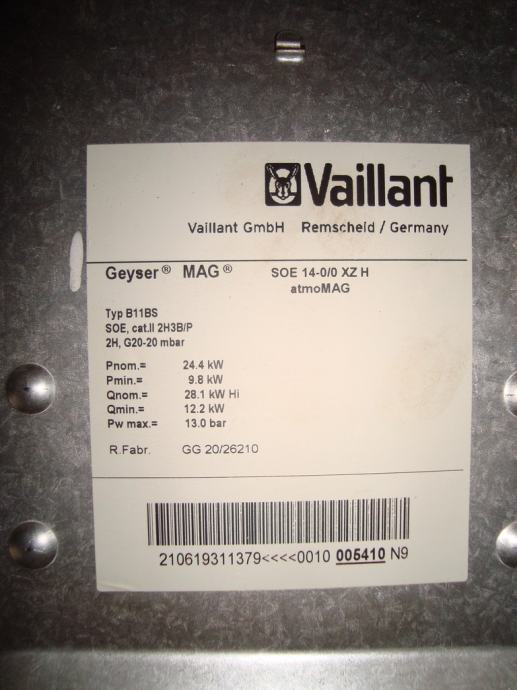 Vaillant
Vaillant GmbH Remscheid / Germany
Geyser® MAG® SOE 14-0/0 XZ H
atmoMAG
Typ B11BS
SOE, cat.II 2H3B/P
2H, G20-20 mbar
Pnom.= 24.4 kW
Pmin.= 9.8 kW
Qnom.= 28.1 kW Hi
Qmin.= 12.2 kW
Pw max.= 13.0 bar
R.Fabr. GG 20/26210
210619311379<<<<0010 005410 N9